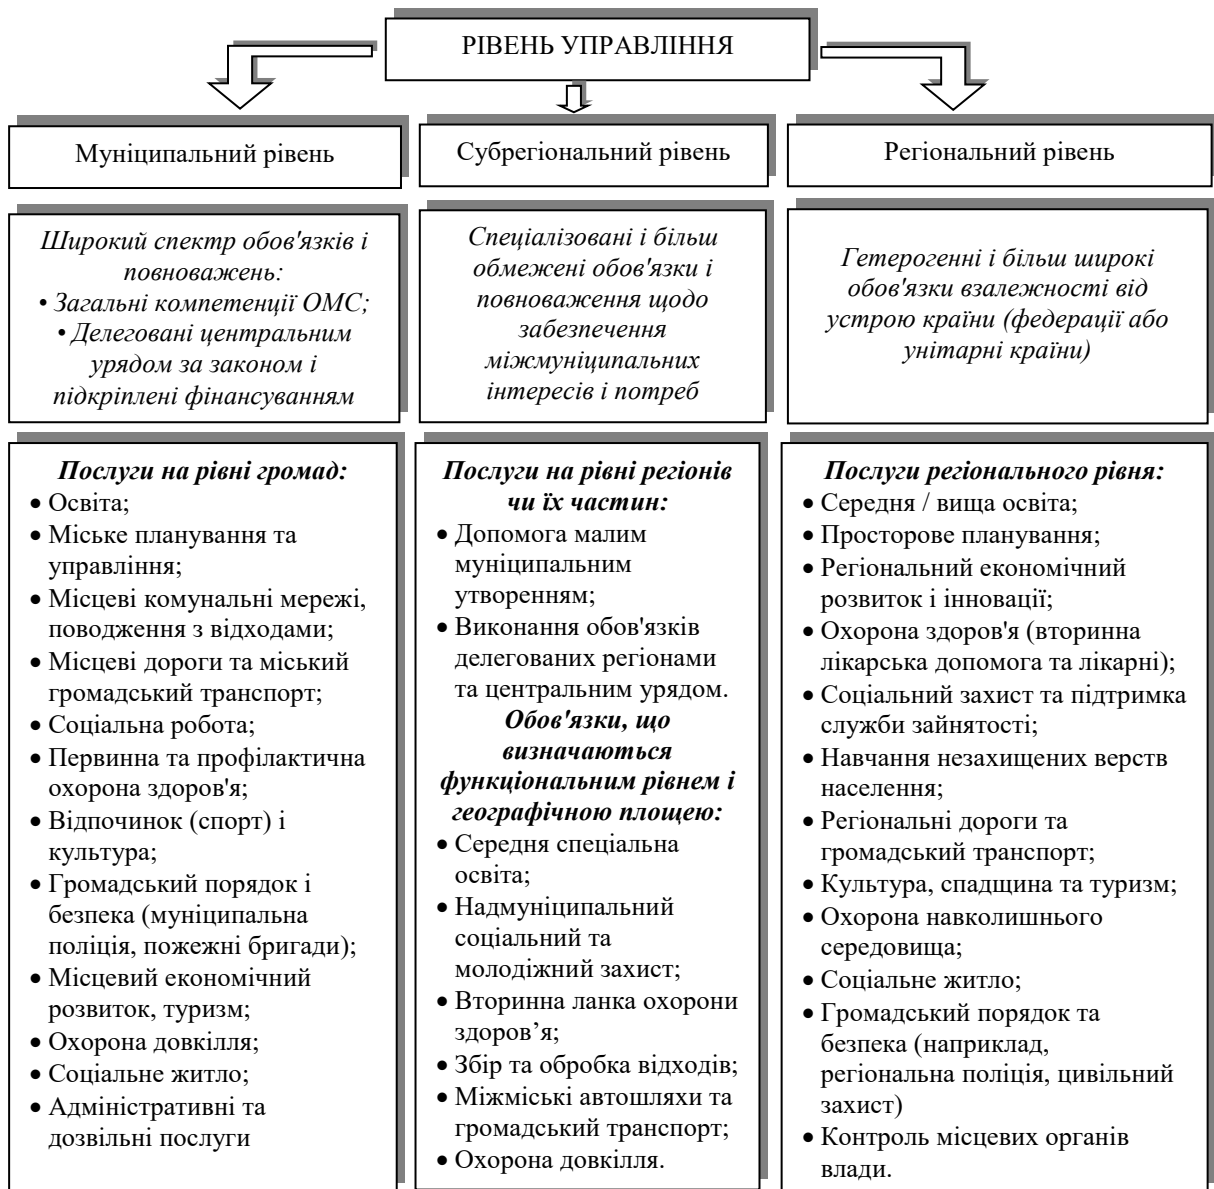 РІВЕНЬ УПРАВЛІННЯ
Муніципальний рівень
Субрегіональний рівень
Регіональний рівень
Широкий спектр обов'язків і
повноважень:
• Загальні компетенції ОМС;
• Делеговані центральним
урядом за законом і
підкріплені фінансуванням
Спеціалізовані і більш
обмежені обов'язки і
повноваження щодо
забезпечення
міжмуніципальних
інтересів і потреб
Гетерогенні і більш широкі
обов'язки взалежності від
устрою країни (федерації або
унітарні країни)
Послуги на рівні громад:
• Освіта;
• Міське планування та
управління;
• Місцеві комунальні мережі,
поводження з відходами;
• Місцеві дороги та міський
громадський транспорт;
• Соціальна робота;
• Первинна та профілактична
охорона здоров'я;
• Відпочинок (спорт) і
культура;
• Громадський порядок і
безпека (муніципальна
поліція, пожежні бригади);
• Місцевий економічний
розвиток, туризм;
• Охорона довкілля;
• Соціальне житло;
• Адміністративні та
дозвільні послуги
Послуги на рівні регіонів
чи їх частин:
• Допомога малим
муніципальним
утворенням;
• Виконання обов'язків
делегованих регіонами
та центральним урядом.
Обов'язки, що
визначаються
функціональним рівнем і
географічною площею:
• Середня спеціальна
освіта;
• Надмуніципальний
соціальний та
молодіжний захист;
• Вторинна ланка охорони
здоров’я;
• Збір та обробка відходів;
• Міжміські автошляхи та
громадський транспорт;
• Охорона довкілля.
Послуги регіонального рівня:
• Середня / вища освіта;
• Просторове планування;
• Регіональний економічний
розвиток і інновації;
• Охорона здоров'я (вторинна
лікарська допомога та лікарні);
• Соціальний захист та підтримка
служби зайнятості;
• Навчання незахищених верств
населення;
• Регіональні дороги та
громадський транспорт;
• Культура, спадщина та туризм;
• Охорона навколишнього
середовища;
• Соціальне житло;
• Громадський порядок та
безпека (наприклад,
регіональна поліція, цивільний
захист)
• Контроль місцевих органів
влади.